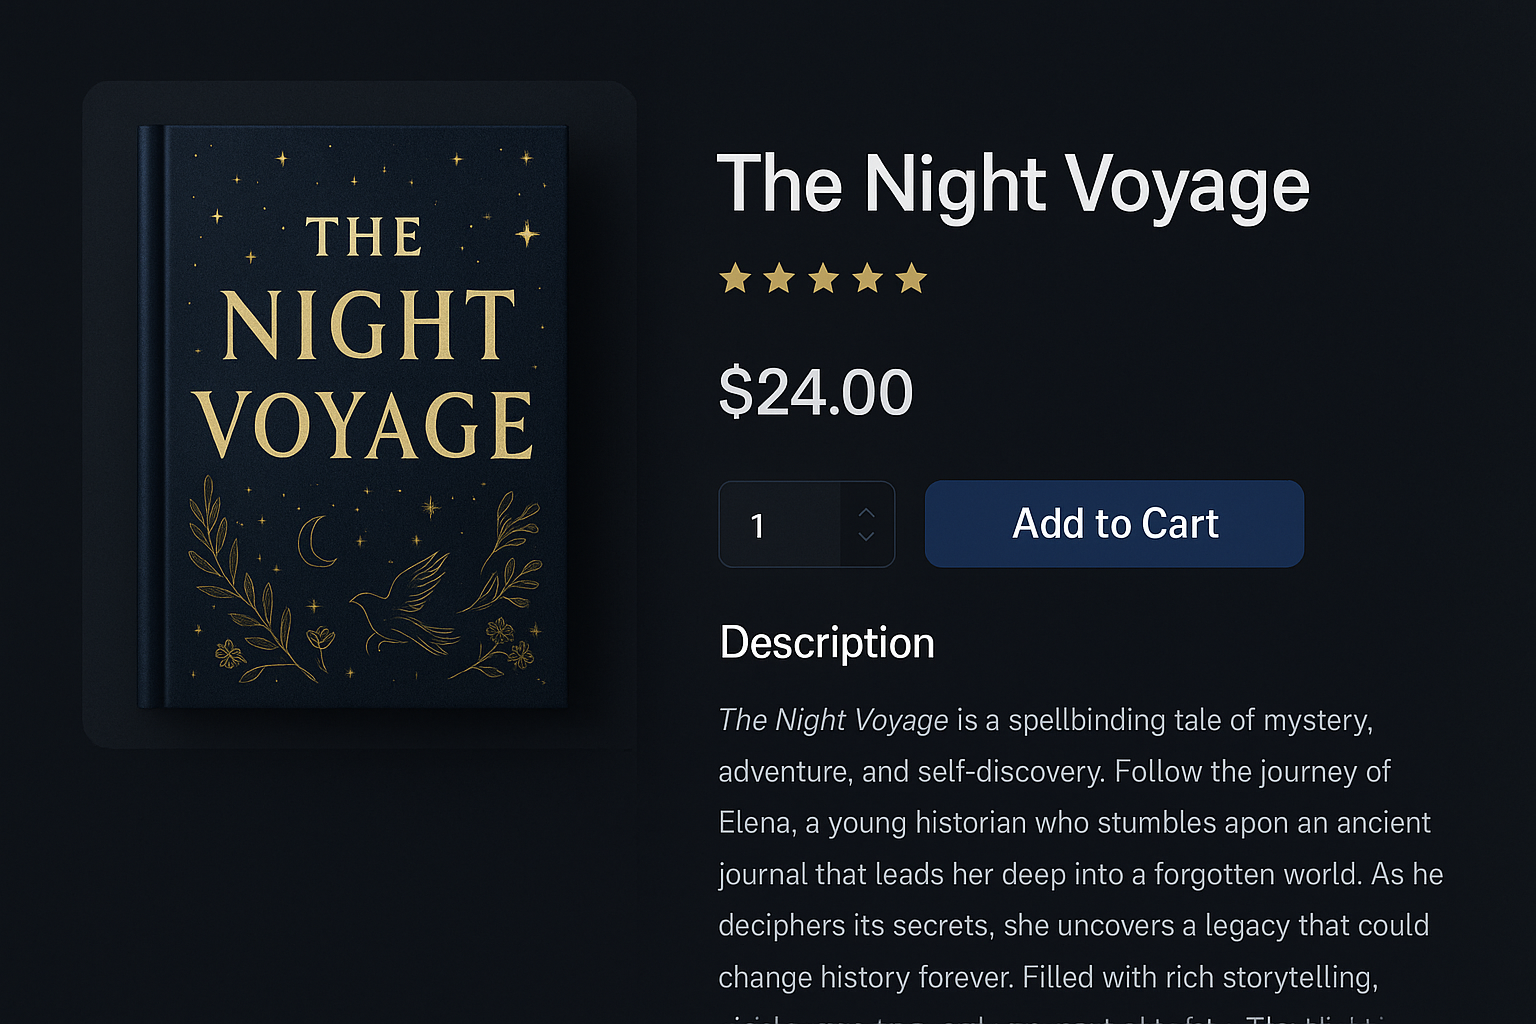 THE
NIGHT
VOYAGE
The Night Voyage
$24.00
1
Add to Cart
Description
The Night Voyage is a spellbinding tale of mystery,
adventure, and self-discovery. Follow the journey of
Elena, a young historian who stumbles apon an ancient
journal that leads her deep into a forgotten world. As he
deciphers its secrets, she uncovers a legacy that could
change history forever. Filled with rich storytelling,